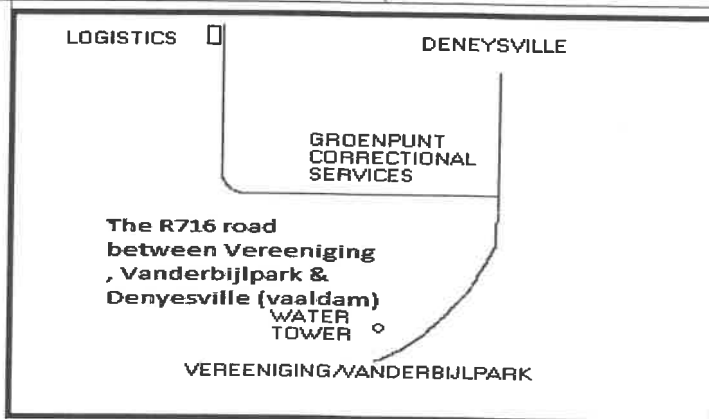 LOGISTICS
DENEYSVILLE
GROENPUNT
CORRECTIONAL
SERVICES
The R716 road
between Vereeniging
, Vanderbijlpark &
Denyesville (vaaldam)
WATER
TOWER
VEREENIGING/VANDERBIJLPARK